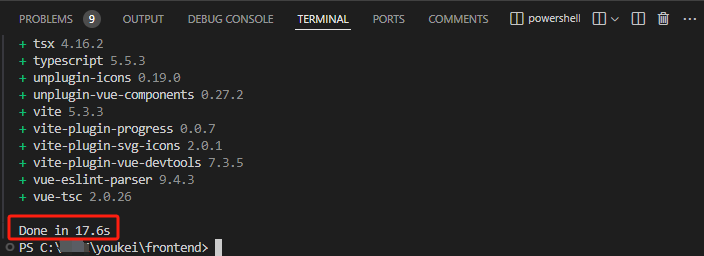 PROBLEMS 9 OUTPUT DEBUG CONSOLE TERMINAL PORTS COMMENTS powershell
+ tsx 4.16.2
+ typescript 5.5.3
+ unplugin-icons 0.19.0
+ unplugin-vue-components 0.27.2
+ vite 5.3.3
+ vite-plugin-progress 0.0.7
+ vite-plugin-svg-icons 2.0.1
+ vite-plugin-vue-devtools 7.3.5
+ vue-eslint-parser 9.4.3
+ vue-tsc 2.0.26
Done in 17.6s
PS C:\ \youkei\frontend>